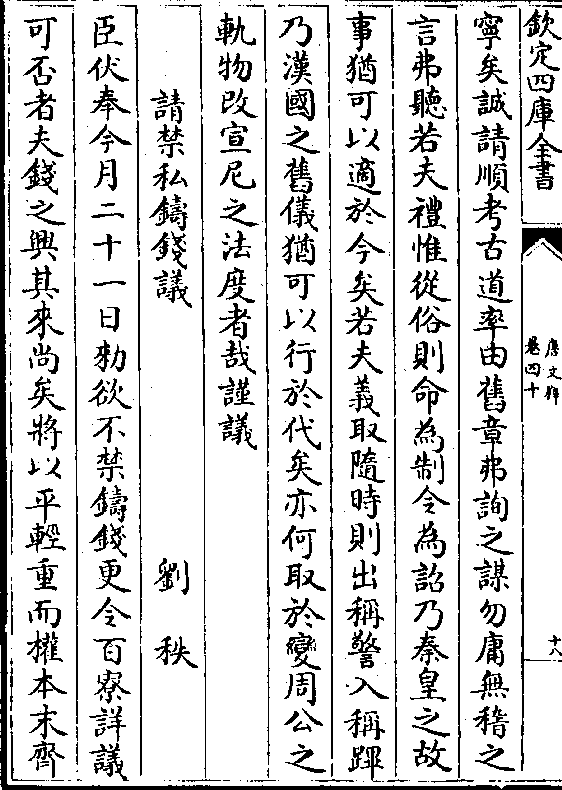 欽定四庫全書
唐文粹
卷四十
十八
寧矣誠請順考古道率由舊章弗詢之謀勿庸無稽之
言弗聽若夫禮惟從俗則命為制令為詔乃秦皇之故
事猶可以適於今矣若夫義取隨時則出稱警入稱蹕
乃漢國之舊儀猶可以行於代矣亦何取於變周公之
軌物改宣尼之法度者哉謹議
請禁私鑄錢議 劉秩
臣伏奉今月二十一日勑欲不禁鑄錢更令百寮詳議
可否者夫錢之興其來尚矣將以平輕重而權本末齊